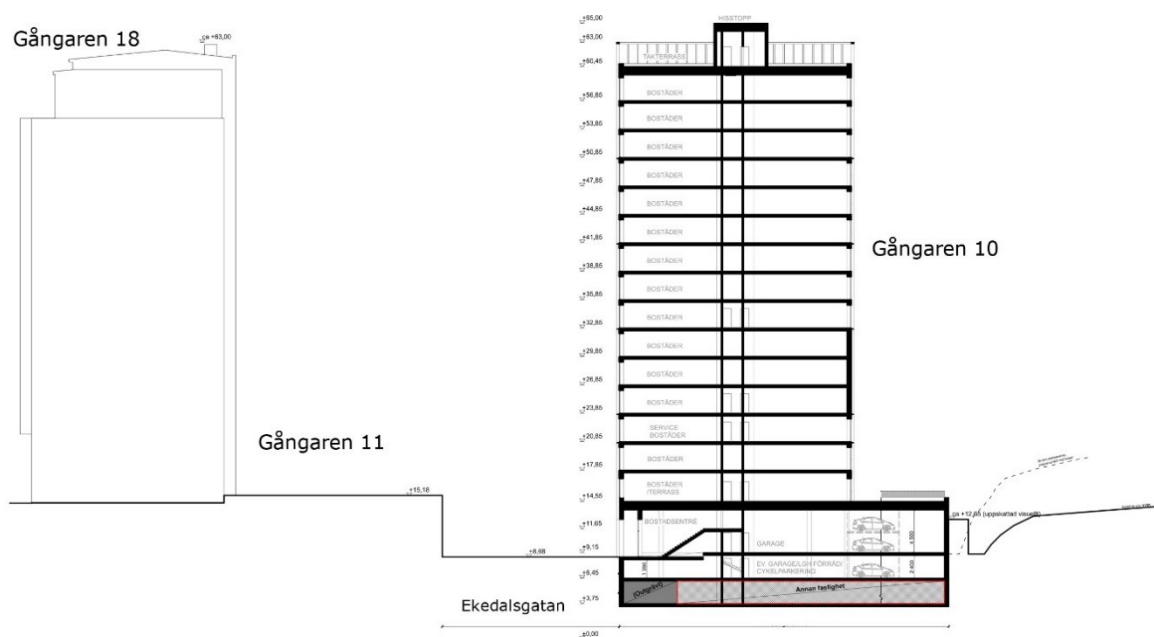 Gångaren 18
ca +63,00
+65,00
HISSTOPP
+63,00
TAKTERRASS
+60,45
BOSTÄDER
+56,85
BOSTÄDER
+53,85
BOSTÄDER
+50,85
BOSTÄDER
+47,85
BOSTÄDER
+44,85
BOSTÄDER
+41,85
Gångaren 10
BOSTÄDER
+38,85
BOSTÄDER
+35,85
BOSTÄDER
+32,85
BOSTÄDER
+29,85
BOSTÄDER
+26,85
BOSTÄDER
+23,85
SERVICE
BOSTÄDER
+20,85
Gångaren 11
BOSTÄDER
+17,85
BOSTÄDER
/TERRASS
+15,18
+14,55
ca +12,65 (uppskattad visuellt)
BOSTADSENTRÉ
+11,65
GARAGE
+9,15
+8,68
EV. GARAGE/LGH FÖRRÅD/
CYKELPARKERING
2 400
+6,45
(Outgrävt)
Annan fastighet
+3,75
Ekedalsgatan
±0,00